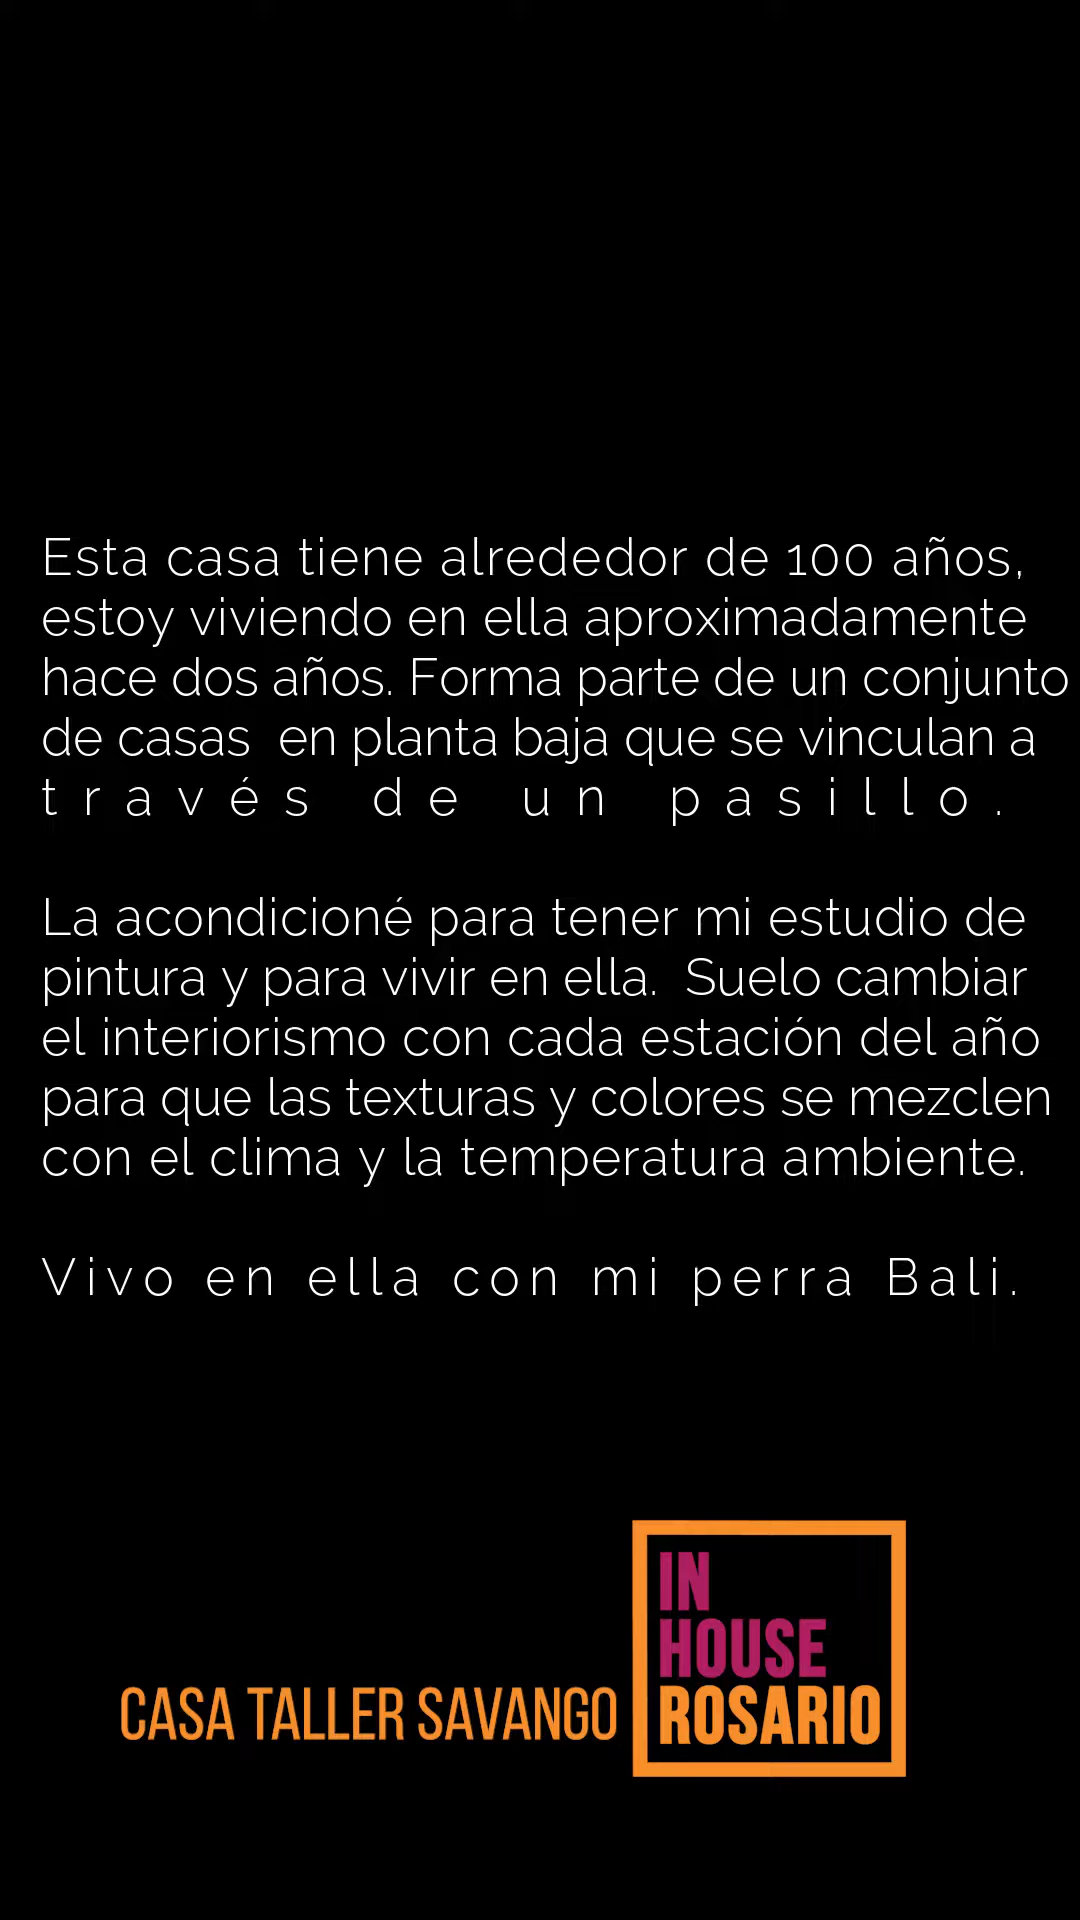 Esta casa tiene alrededor de 100 años,
estoy viviendo en ella aproximadamente
hace dos años. Forma parte de un conjunto
de casas  en planta baja que se vinculan a
través de un pasillo.
La acondicioné para tener mi estudio de
pintura y para vivir en ella.  Suelo cambiar
el interiorismo con cada estación del año
para que las texturas y colores se mezclen
con el clima y la temperatura ambiente.
Vivo en ella con mi perra Bali.
CASA TALLER SAVANGO
IN
HOUSE
ROSARIO